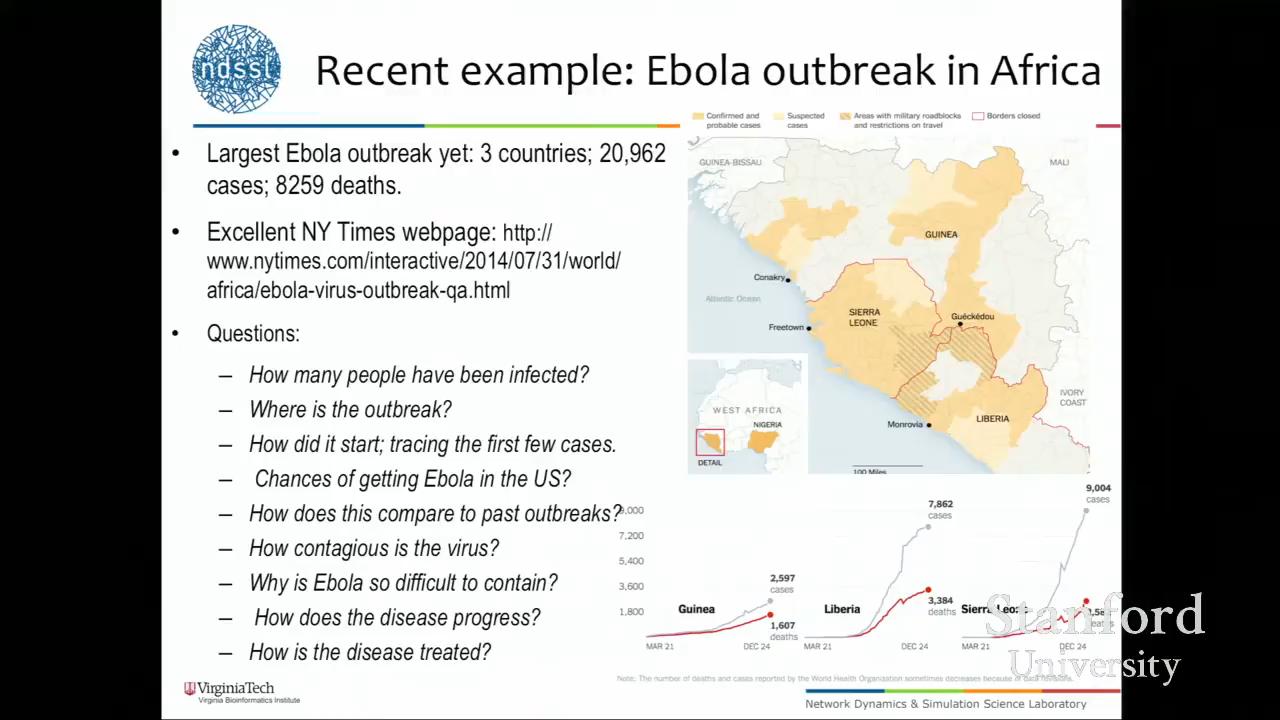 ndssl
Recent example: Ebola outbreak in Africa
• Largest Ebola outbreak yet: 3 countries; 20,962
cases; 8259 deaths.
• Excellent NY Times webpage: http://
www.nytimes.com/interactive/2014/07/31/world/
africa/ebola-virus-outbreak-qa.html
• Questions:
– How many people have been infected?
– Where is the outbreak?
– How did it start; tracing the first few cases.
– Chances of getting Ebola in the US?
– How does this compare to past outbreaks?
– How contagious is the virus?
– Why is Ebola so difficult to contain?
– How does the disease progress?
– How is the disease treated?
Confirmed and
probable cases
Suspected
cases
Areas with military roadblocks
and restrictions on travel
Borders closed
GUINEA-BISSAU
MALI
GUINEA
Conakry
Atlantic Ocean
SIERRA
LEONE
Guéckédou
Freetown
IVORY
COAST
LIBERIA
Monrovia
100 Miles
WEST AFRICA
NIGERIA
DETAIL
9,000
7,200
5,400
3,600
1,800
Guinea
2,597
cases
1,607
deaths
MAR 21
DEC 24
Liberia
7,862
cases
3,384
deaths
MAR 21
DEC 24
Sierra Leone
9,004
cases
deaths
MAR 21
DEC 24
Note: The number of deaths and cases reported by the World Health Organization sometimes decreases because of data revisions.
Stanford
University
VirginiaTech
Virginia Bioinformatics Institute
Network Dynamics & Simulation Science Laboratory